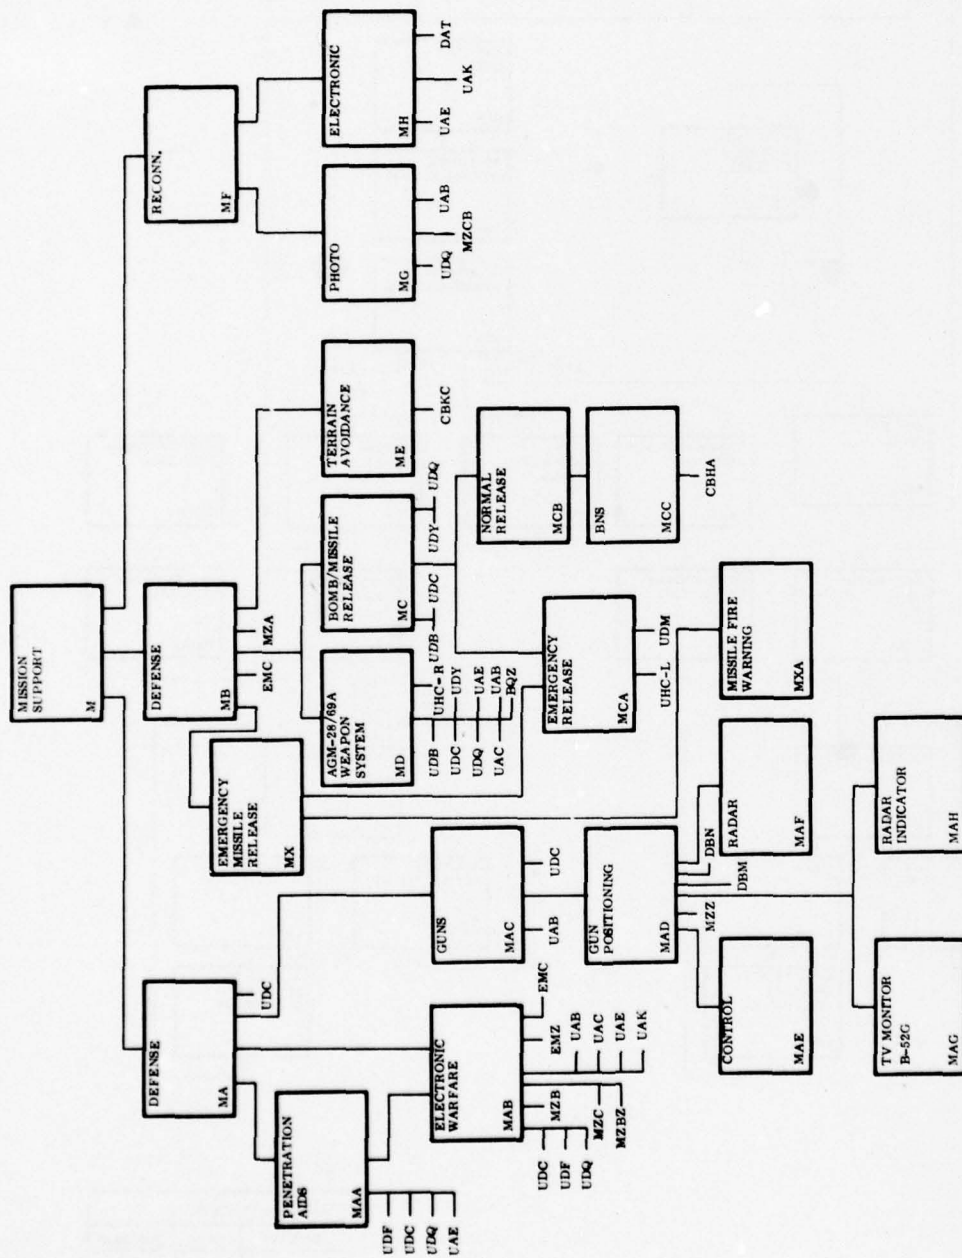 MISSION
SUPPORT
M
DEFENSE
MA
UDC
DEFENSE
MB
EMC
MZA
RECONN.
MF
PENETRATION
AIDS
MAA
UDF
UDC
UDQ
UAE
ELECTRONIC
WARFARE
MAB
UDC
UDF
UDQ
MZB
MZC
MZBZ
EMZ
EMC
UAB
UAC
UAE
UAK
GUNS
MAC
UAB
UDC
GUN
POSITIONING
MAD
MZZ
DBM
DBN
CONTROL
MAE
RADAR
MAF
TV MONITOR
B-52G
MAG
RADAR
INDICATOR
MAH
EMERGENCY
MISSILE
RELEASE
MX
AGM-28/69A
WEAPON
SYSTEM
MD
UDB
UHC-R
UDC
UDY
UDQ
UAE
UAC
UAB
BQZ
BOMB/MISSILE
RELEASE
MC
UDB
UDC
UDY
UDQ
TERRAIN
AVOIDANCE
ME
CBKC
PHOTO
MG
UDQ
MZCB
UAB
ELECTRONIC
MH
UAE
UAK
DAT
EMERGENCY
RELEASE
MCA
UHC-L
UDM
NORMAL
RELEASE
MCB
BNS
MCC
CBHA
MISSILE FIRE
WARNING
MXA